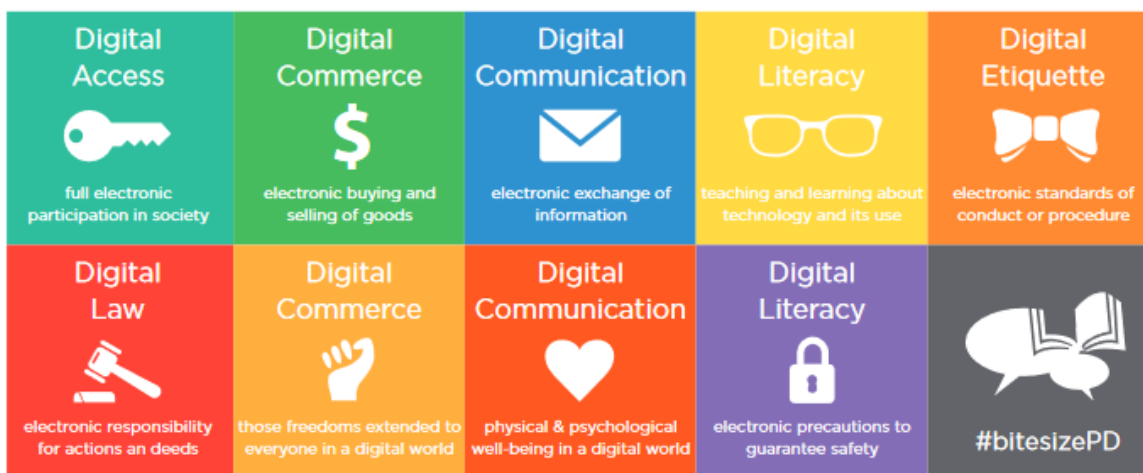 Digital
Access
full electronic
participation in society
Digital
Commerce
$
electronic buying and
selling of goods
Digital
Communication
electronic exchange of
information
Digital
Literacy
teaching and learning about
technology and its use
Digital
Etiquette
electronic standards of
conduct or procedure
Digital
Law
electronic responsibility
for actions an deeds
Digital
Commerce
those freedoms extended to
everyone in a digital world
Digital
Communication
physical & psychological
well-being in a digital world
Digital
Literacy
electronic precautions to
guarantee safety
#bitesizePD